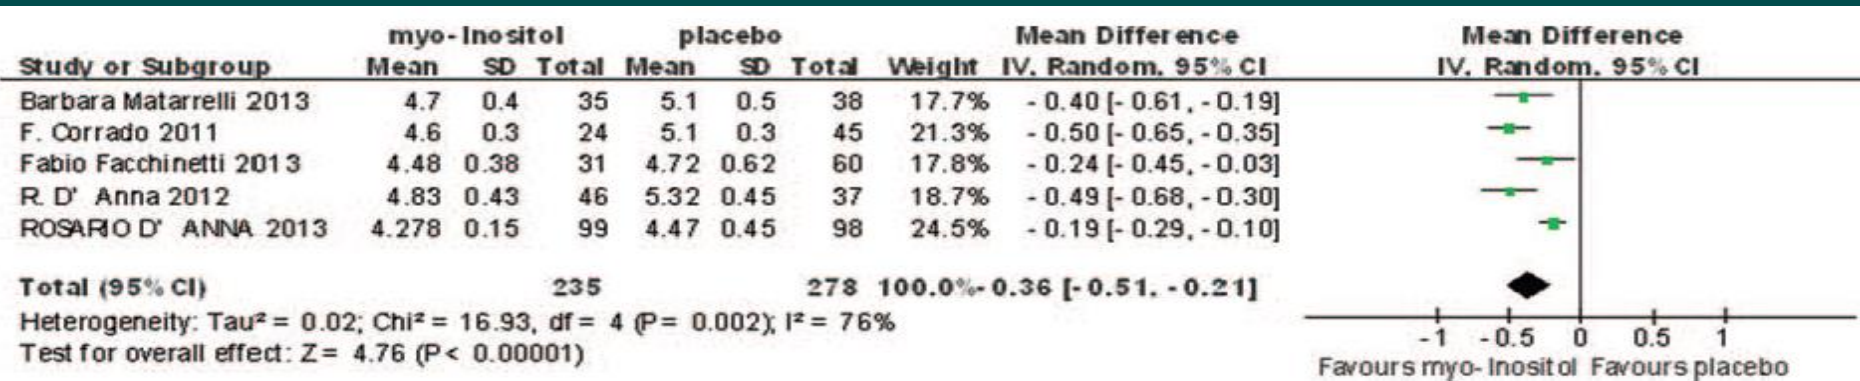 myo-Inositol placebo Mean Difference Mean Difference
Study or Subgroup Mean SD Total Mean SD Total Weight IV. Random. 95% CI IV. Random. 95% CI
Barbara Matarrelli 2013 4.7 0.4 35 5.1 0.5 38 17.7% - 0.40 [- 0.61, - 0.19]
F. Corrado 2011 4.6 0.3 24 5.1 0.3 45 21.3% - 0.50 [- 0.65, - 0.35]
Fabio Facchinetti 2013 4.48 0.38 31 4.72 0.62 60 17.8% - 0.24 [- 0.45, - 0.03]
R. D' Anna 2012 4.83 0.43 46 5.32 0.45 37 18.7% - 0.49 [- 0.68, - 0.30]
ROSARIO D' ANNA 2013 4.278 0.15 99 4.47 0.45 98 24.5% - 0.19 [- 0.29, - 0.10]
Total (95% CI) 235 278 100.0% - 0.36 [- 0.51, - 0.21]
Heterogeneity: Tau² = 0.02; Chi² = 16.93, df = 4 (P = 0.002); I² = 76%
Test for overall effect: Z = 4.76 (P < 0.00001)
-1 -0.5 0 0.5 1
Favours myo-Inositol Favours placebo